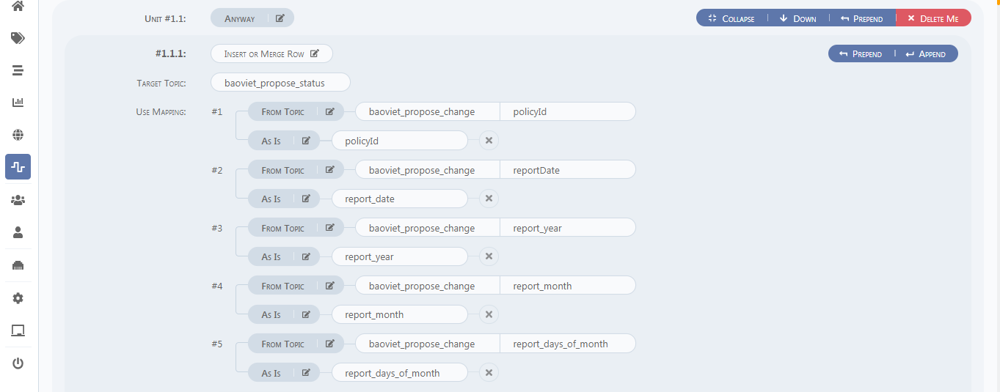 Unit #1.1: Anyway Collapse Down Prepend Delete Me
#1.1.1: Insert or Merge Row Prepend Append
Target Topic: baoviet_propose_status
Use Mapping: #1 From Topic baoviet_propose_change policyId
As Is policyId
#2 From Topic baoviet_propose_change reportDate
As Is report_date
#3 From Topic baoviet_propose_change report_year
As Is report_year
#4 From Topic baoviet_propose_change report_month
As Is report_month
#5 From Topic baoviet_propose_change report_days_of_month
As Is report_days_of_month